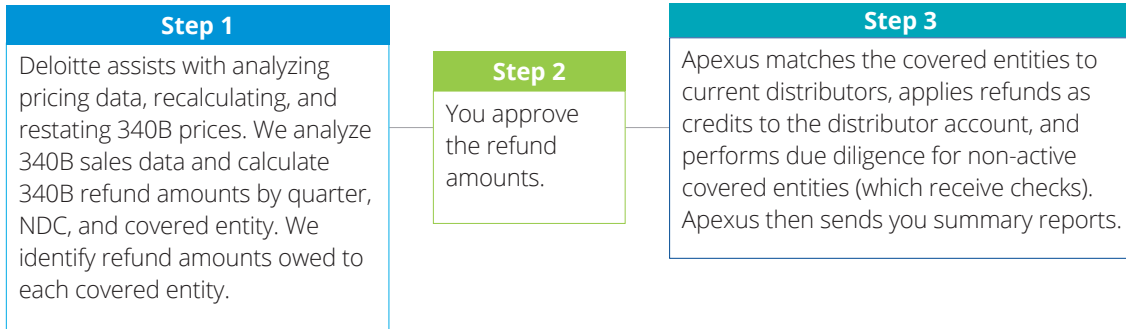 Step 1
Deloitte assists with analyzing
pricing data, recalculating, and
restating 340B prices. We analyze
340B sales data and calculate
340B refund amounts by quarter,
NDC, and covered entity. We
identify refund amounts owed to
each covered entity.
Step 2
You approve
the refund
amounts.
Step 3
Apexus matches the covered entities to
current distributors, applies refunds as
credits to the distributor account, and
performs due diligence for non-active
covered entities (which receive checks).
Apexus then sends you summary reports.